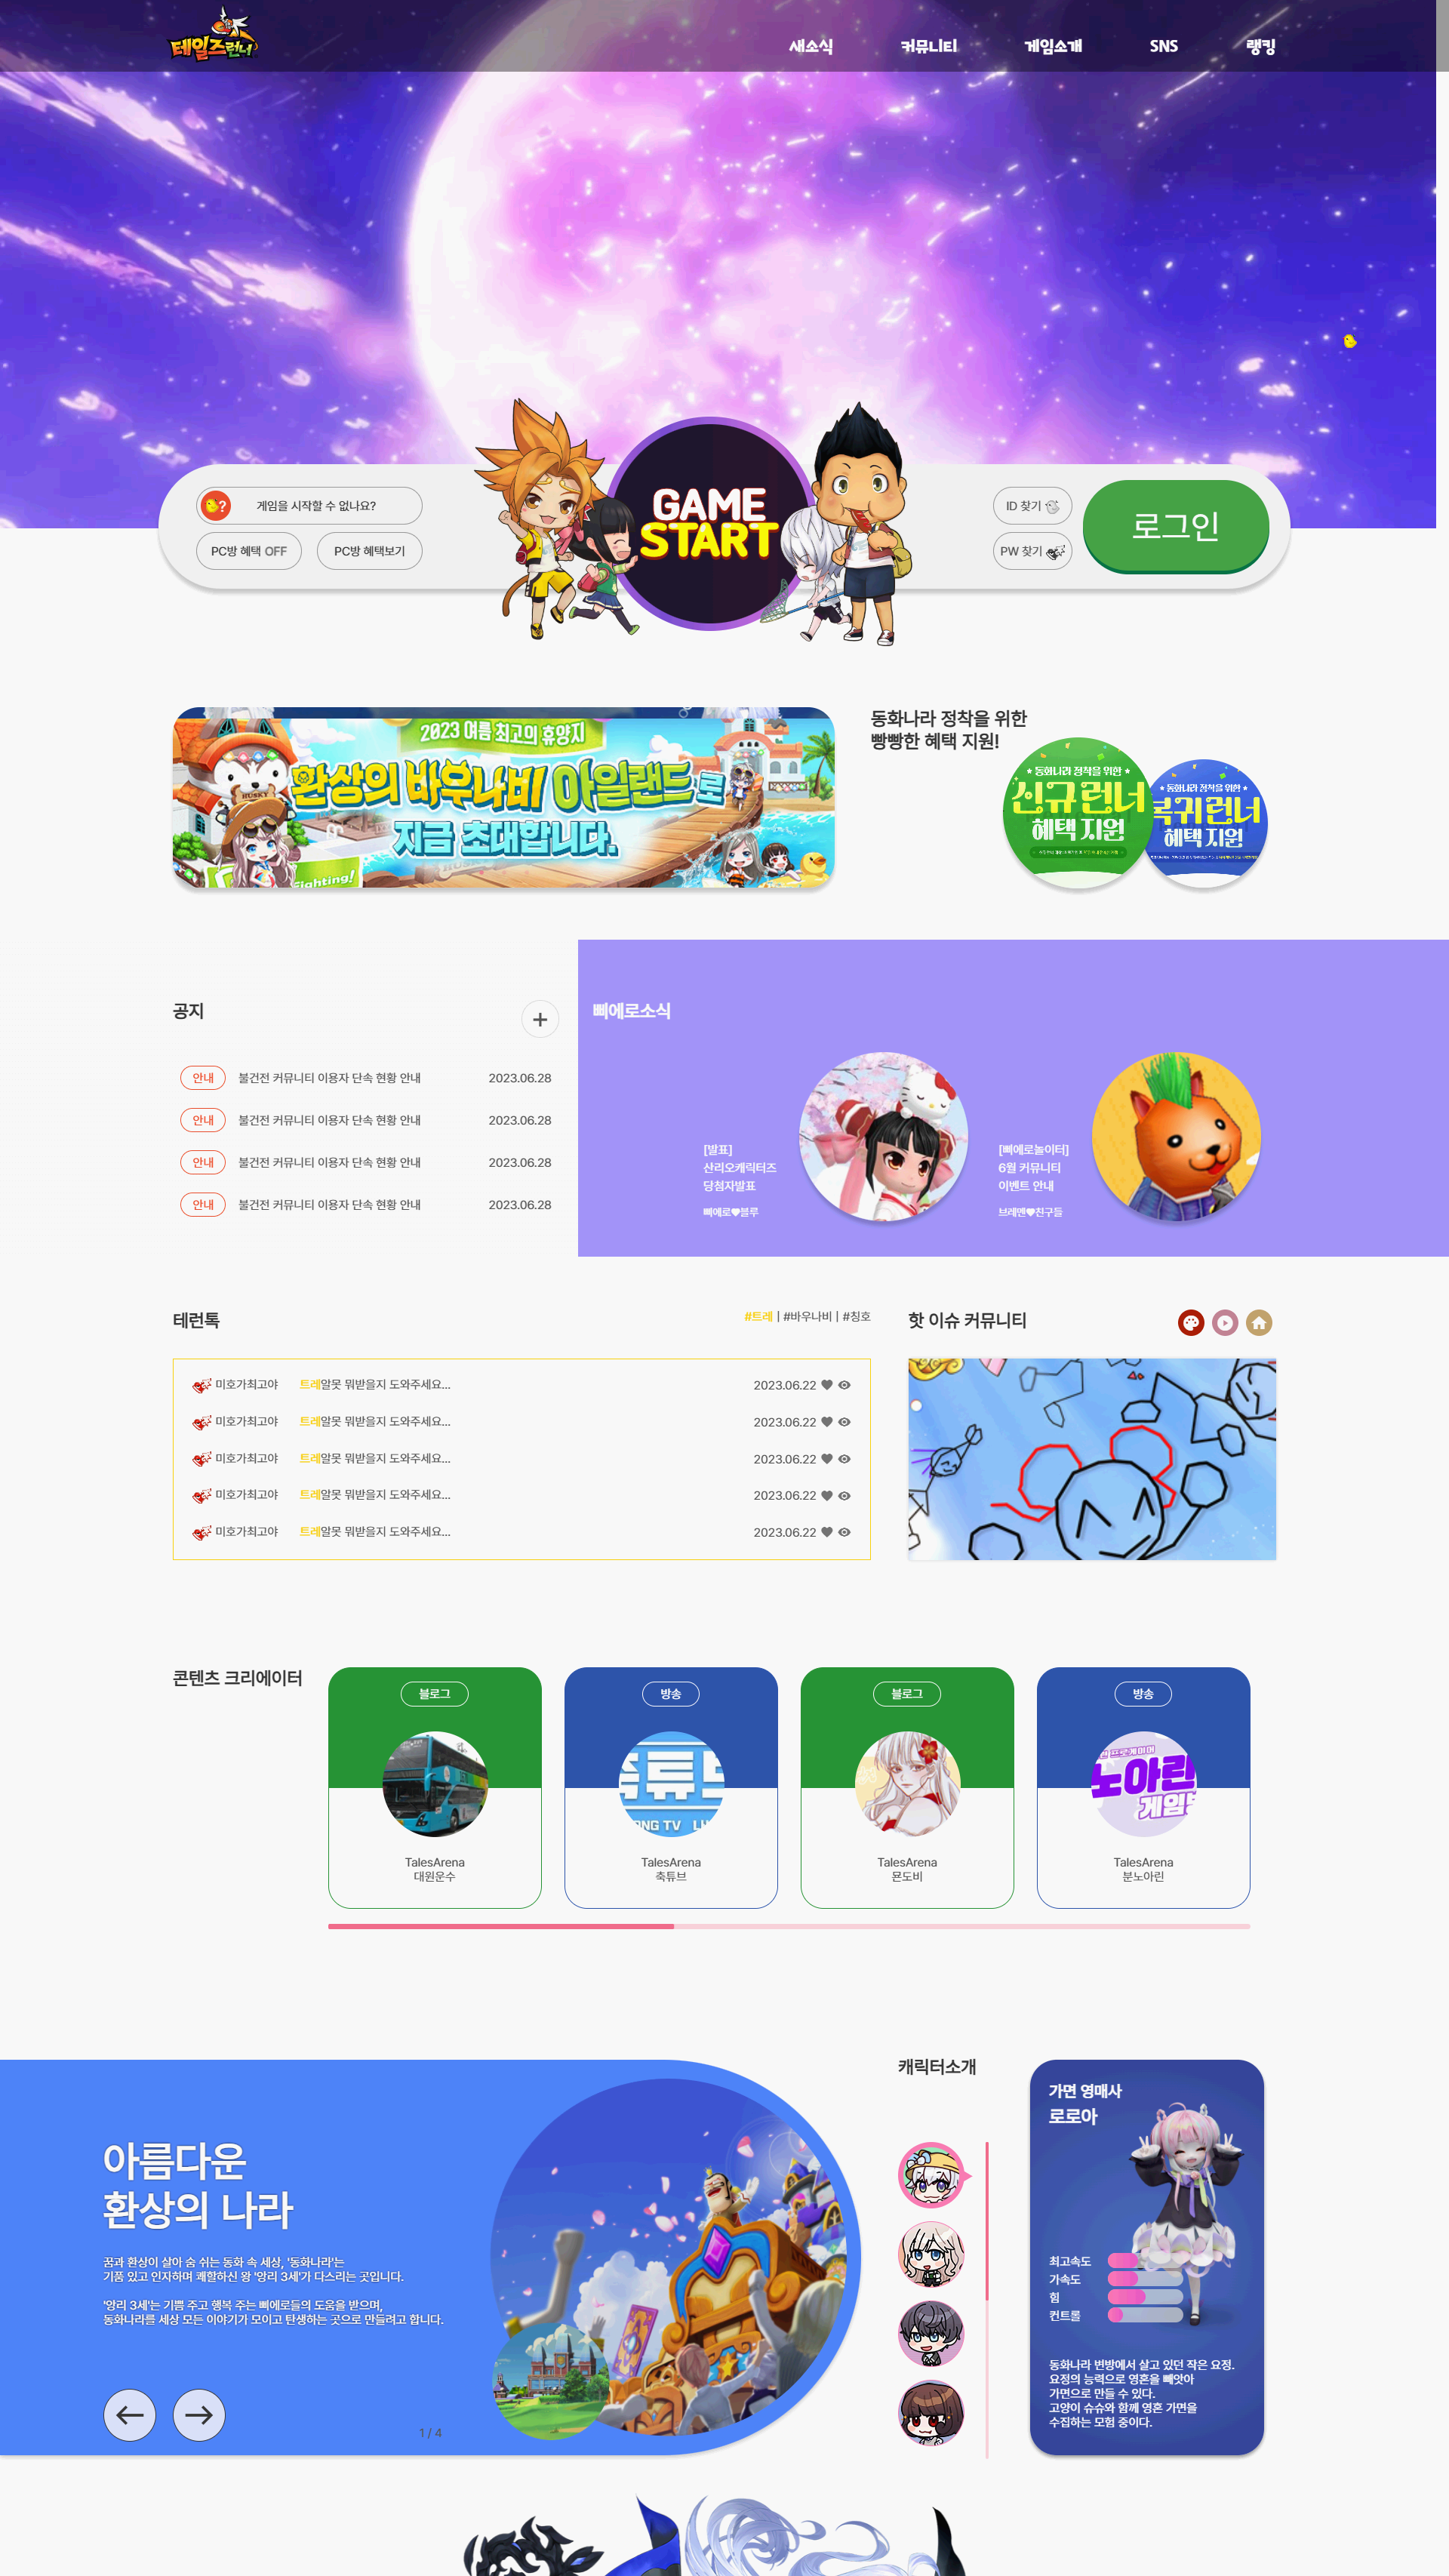 테일즈런너
새소식
커뮤니티
게임소개
SNS
랭킹
?
게임을 시작할 수 없나요?
PC방 혜택 OFF
PC방 혜택보기
GAME
START
ID 찾기
PW 찾기
로그인
2023 여름 최고의 휴양지
환상의 바우나비 아일랜드로
지금 초대합니다.
HUSKY
Fighting!
동화나라 정착을 위한
빵빵한 혜택 지원!
동화나라 정착을 위한
신규런너
혜택 지원
동화나라 정착을 위한
복귀런너
혜택 지원
공지
안내 불건전 커뮤니티 이용자 단속 현황 안내 2023.06.28
안내 불건전 커뮤니티 이용자 단속 현황 안내 2023.06.28
안내 불건전 커뮤니티 이용자 단속 현황 안내 2023.06.28
안내 불건전 커뮤니티 이용자 단속 현황 안내 2023.06.28
삐에로소식
[발표]
산리오캐릭터즈
당첨자발표
삐에로♥블루
[삐에로놀이터]
6월 커뮤니티
이벤트 안내
브레멘♥친구들
테런톡
#트레 | #바우나비 | #칭호
미호가최고야 트레알못 뭐받을지 도와주세요... 2023.06.22
미호가최고야 트레알못 뭐받을지 도와주세요... 2023.06.22
미호가최고야 트레알못 뭐받을지 도와주세요... 2023.06.22
미호가최고야 트레알못 뭐받을지 도와주세요... 2023.06.22
미호가최고야 트레알못 뭐받을지 도와주세요... 2023.06.22
핫 이슈 커뮤니티
콘텐츠 크리에이터
블로그
TalesArena
대원운수
방송
TalesArena
축튜브
블로그
TalesArena
묜도비
방송
노아린
TalesArena
분노아린
아름다운
환상의 나라
꿈과 환상이 살아 숨 쉬는 동화 속 세상, '동화나라'는
기품 있고 인자하며 쾌할하신 왕 '앙리 3세'가 다스리는 곳입니다.
'앙리 3세'는 기쁨 주고 행복 주는 삐에로들의 도움을 받으며,
동화나라를 세상 모든 이야기가 모이고 탄생하는 곳으로 만들려고 합니다.
1 / 4
캐릭터소개
가면 영매사
로로아
최고속도
가속도
힘
컨트롤
동화나라 변방에서 살고 있던 작은 요정.
요정의 능력으로 영혼을 빼앗아
가면으로 만들 수 있다.
고양이 슈슈와 함께 영혼 가면을
수집하는 모험 중이다.